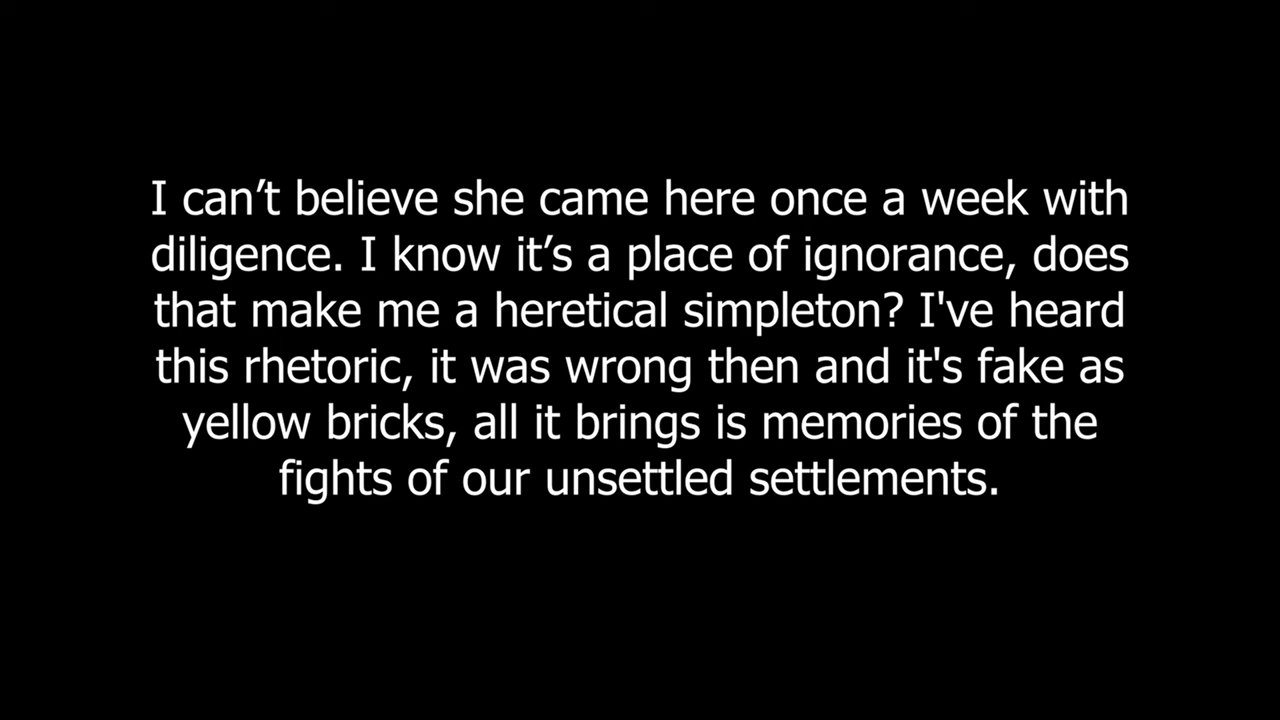 I can’t believe she came here once a week with
diligence. I know it’s a place of ignorance, does
that make me a heretical simpleton? I've heard
this rhetoric, it was wrong then and it's fake as
yellow bricks, all it brings is memories of the
fights of our unsettled settlements.